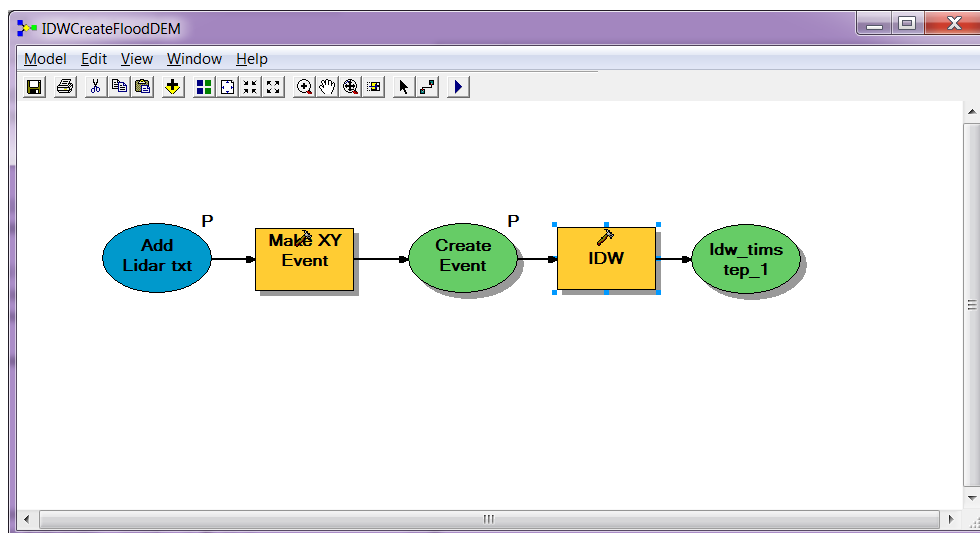 IDWCreateFloodDEM
Model Edit View Window Help
P
P
Add
Lidar txt
Make XY
Event
Create
Event
IDW
Idw_tims
tep_1